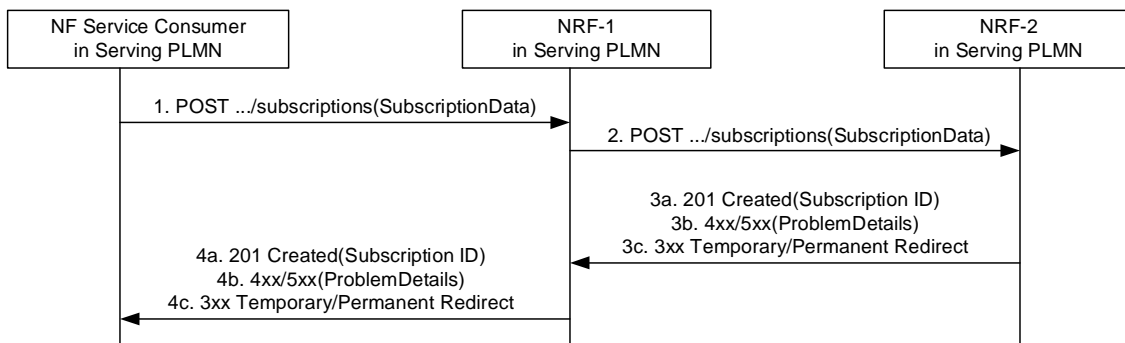 NF Service Consumer
in Serving PLMN
NRF-1
in Serving PLMN
NRF-2
in Serving PLMN
1. POST .../subscriptions(SubscriptionData)
2. POST .../subscriptions(SubscriptionData)
3a. 201 Created(Subscription ID)
3b. 4xx/5xx(ProblemDetails)
3c. 3xx Temporary/Permanent Redirect
4a. 201 Created(Subscription ID)
4b. 4xx/5xx(ProblemDetails)
4c. 3xx Temporary/Permanent Redirect